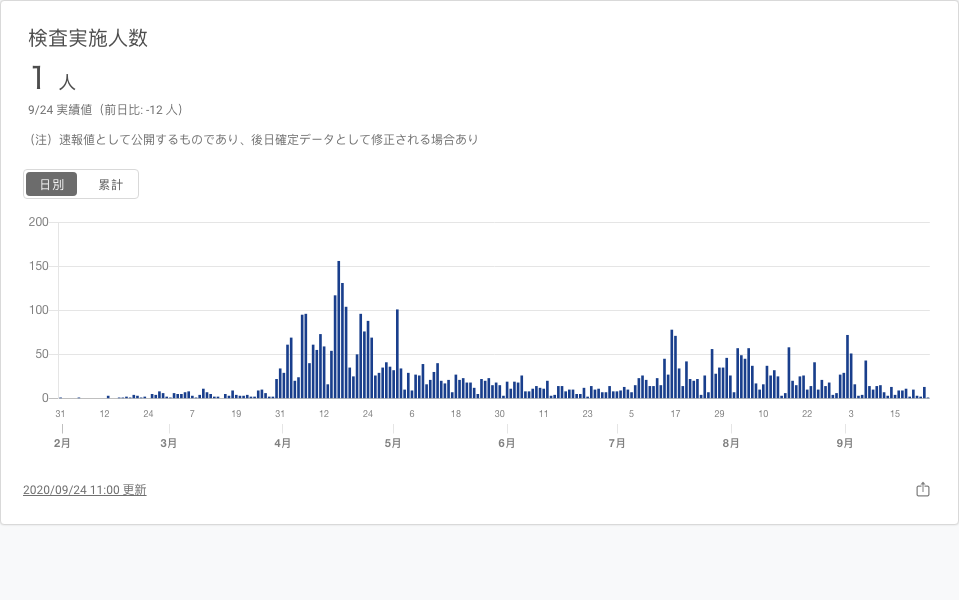 検査実施人数
1 人
9/24 実績値（前日比: -12 人）
（注）速報値として公開するものであり、後日確定データとして修正される場合あり
日別 累計
200
150
100
50
0
31 12 24 7 19 31 12 24 6 18 30 11 23 5 17 29 10 22 3 15
2月 3月 4月 5月 6月 7月 8月 9月
2020/09/24 11:00 更新